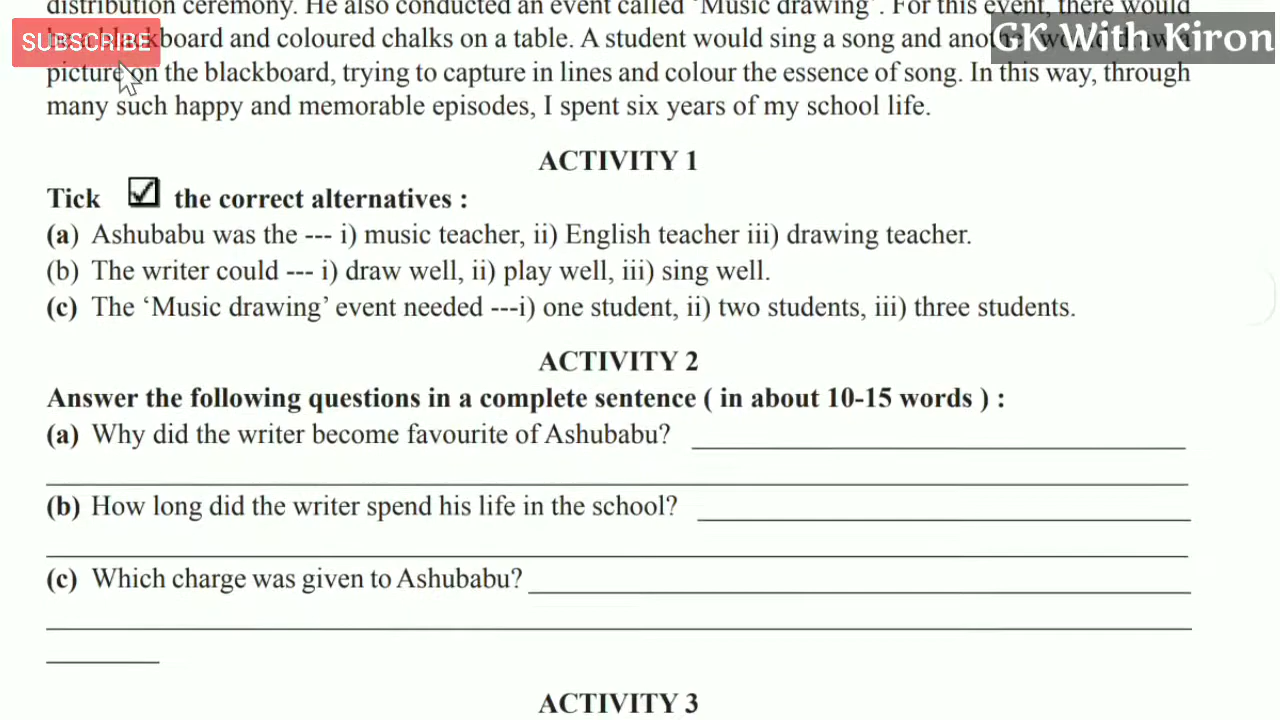 distribution ceremony. He also conducted an event called 'Music drawing'. For this event, there would
SUBSCRIBE
GK With Kiron
board and coloured chalks on a table. A student would sing a song and
picture on the blackboard, trying to capture in lines and colour the essence of song. In this way, through
many such happy and memorable episodes, I spent six years of my school life.
ACTIVITY 1
Tick ☑ the correct alternatives :
(a) Ashubabu was the --- i) music teacher, ii) English teacher iii) drawing teacher.
(b) The writer could --- i) draw well, ii) play well, iii) sing well.
(c) The 'Music drawing' event needed ---i) one student, ii) two students, iii) three students.
ACTIVITY 2
Answer the following questions in a complete sentence ( in about 10-15 words ) :
(a) Why did the writer become favourite of Ashubabu?
(b) How long did the writer spend his life in the school?
(c) Which charge was given to Ashubabu?
ACTIVITY 3